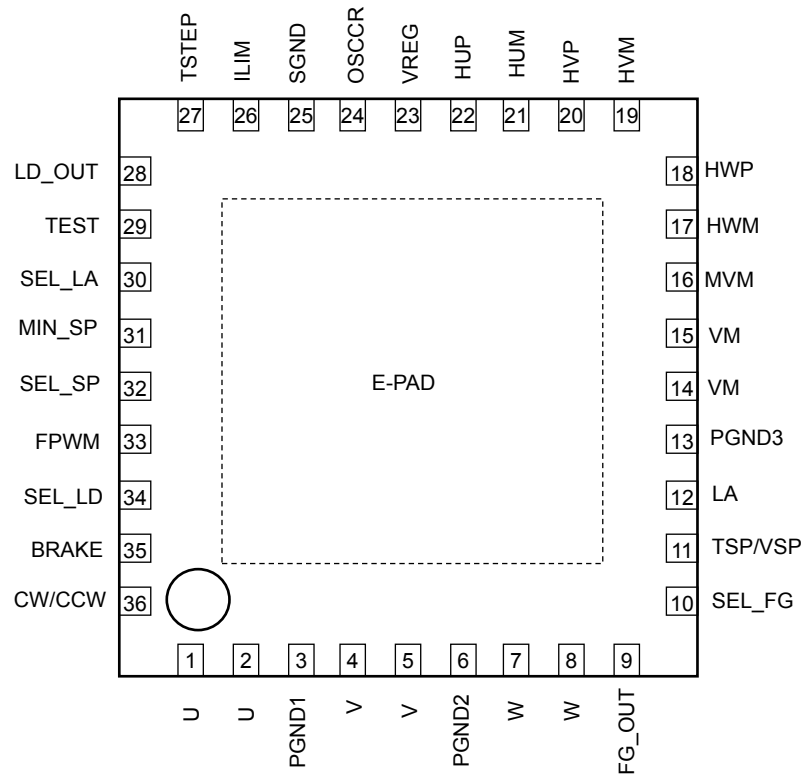 TSTEP
ILIM
SGND
OSCCR
VREG
HUP
HUM
HVP
HVM
27
26
25
24
23
22
21
20
19
LD_OUT 28
TEST 29
SEL_LA 30
MIN_SP 31
SEL_SP 32
FPWM 33
SEL_LD 34
BRAKE 35
CW/CCW 36
E-PAD
18 HWP
17 HWM
16 MVM
15 VM
14 VM
13 PGND3
12 LA
11 TSP/VSP
10 SEL_FG
1
2
3
4
5
6
7
8
9
U
U
PGND1
V
V
PGND2
W
W
FG_OUT